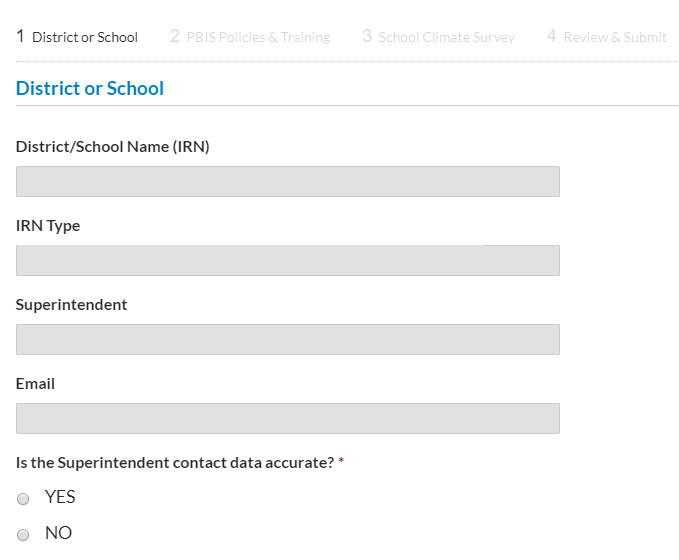 1 District or School 2 PBIS Policies & Training 3 School Climate Survey 4 Review & Submit
District or School
District/School Name (IRN)
IRN Type
Superintendent
Email
Is the Superintendent contact data accurate? *
YES
NO